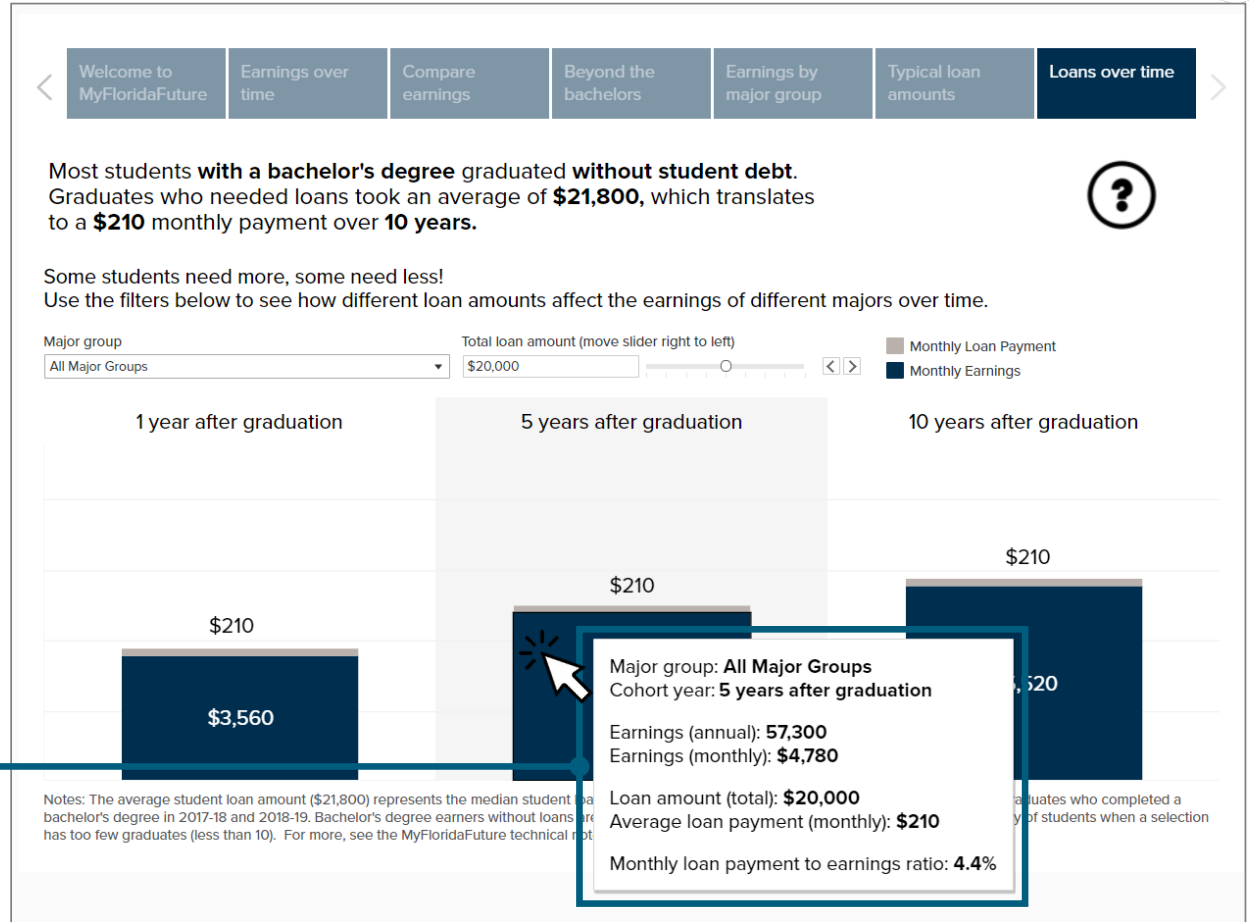 Welcome to
MyFloridaFuture
Earnings over
time
Compare
earnings
Beyond the
bachelors
Earnings by
major group
Typical loan
amounts
Loans over time
Most students with a bachelor's degree graduated without student debt.
Graduates who needed loans took an average of $21,800, which translates
to a $210 monthly payment over 10 years.
?
Some students need more, some need less!
Use the filters below to see how different loan amounts affect the earnings of different majors over time.
Major group
All Major Groups
Total loan amount (move slider right to left)
$20,000
Monthly Loan Payment
Monthly Earnings
1 year after graduation
5 years after graduation
10 years after graduation
$210
$3,560
$210
$210
,520
Major group: All Major Groups
Cohort year: 5 years after graduation
Earnings (annual): 57,300
Earnings (monthly): $4,780
Loan amount (total): $20,000
Average loan payment (monthly): $210
Monthly loan payment to earnings ratio: 4.4%
Notes: The average student loan amount ($21,800) represents the median student completed a
bachelor's degree in 2017-18 and 2018-19. Bachelor's degree earners without loans of students when a selection
has too few graduates (less than 10). For more, see the MyFloridaFuture technical